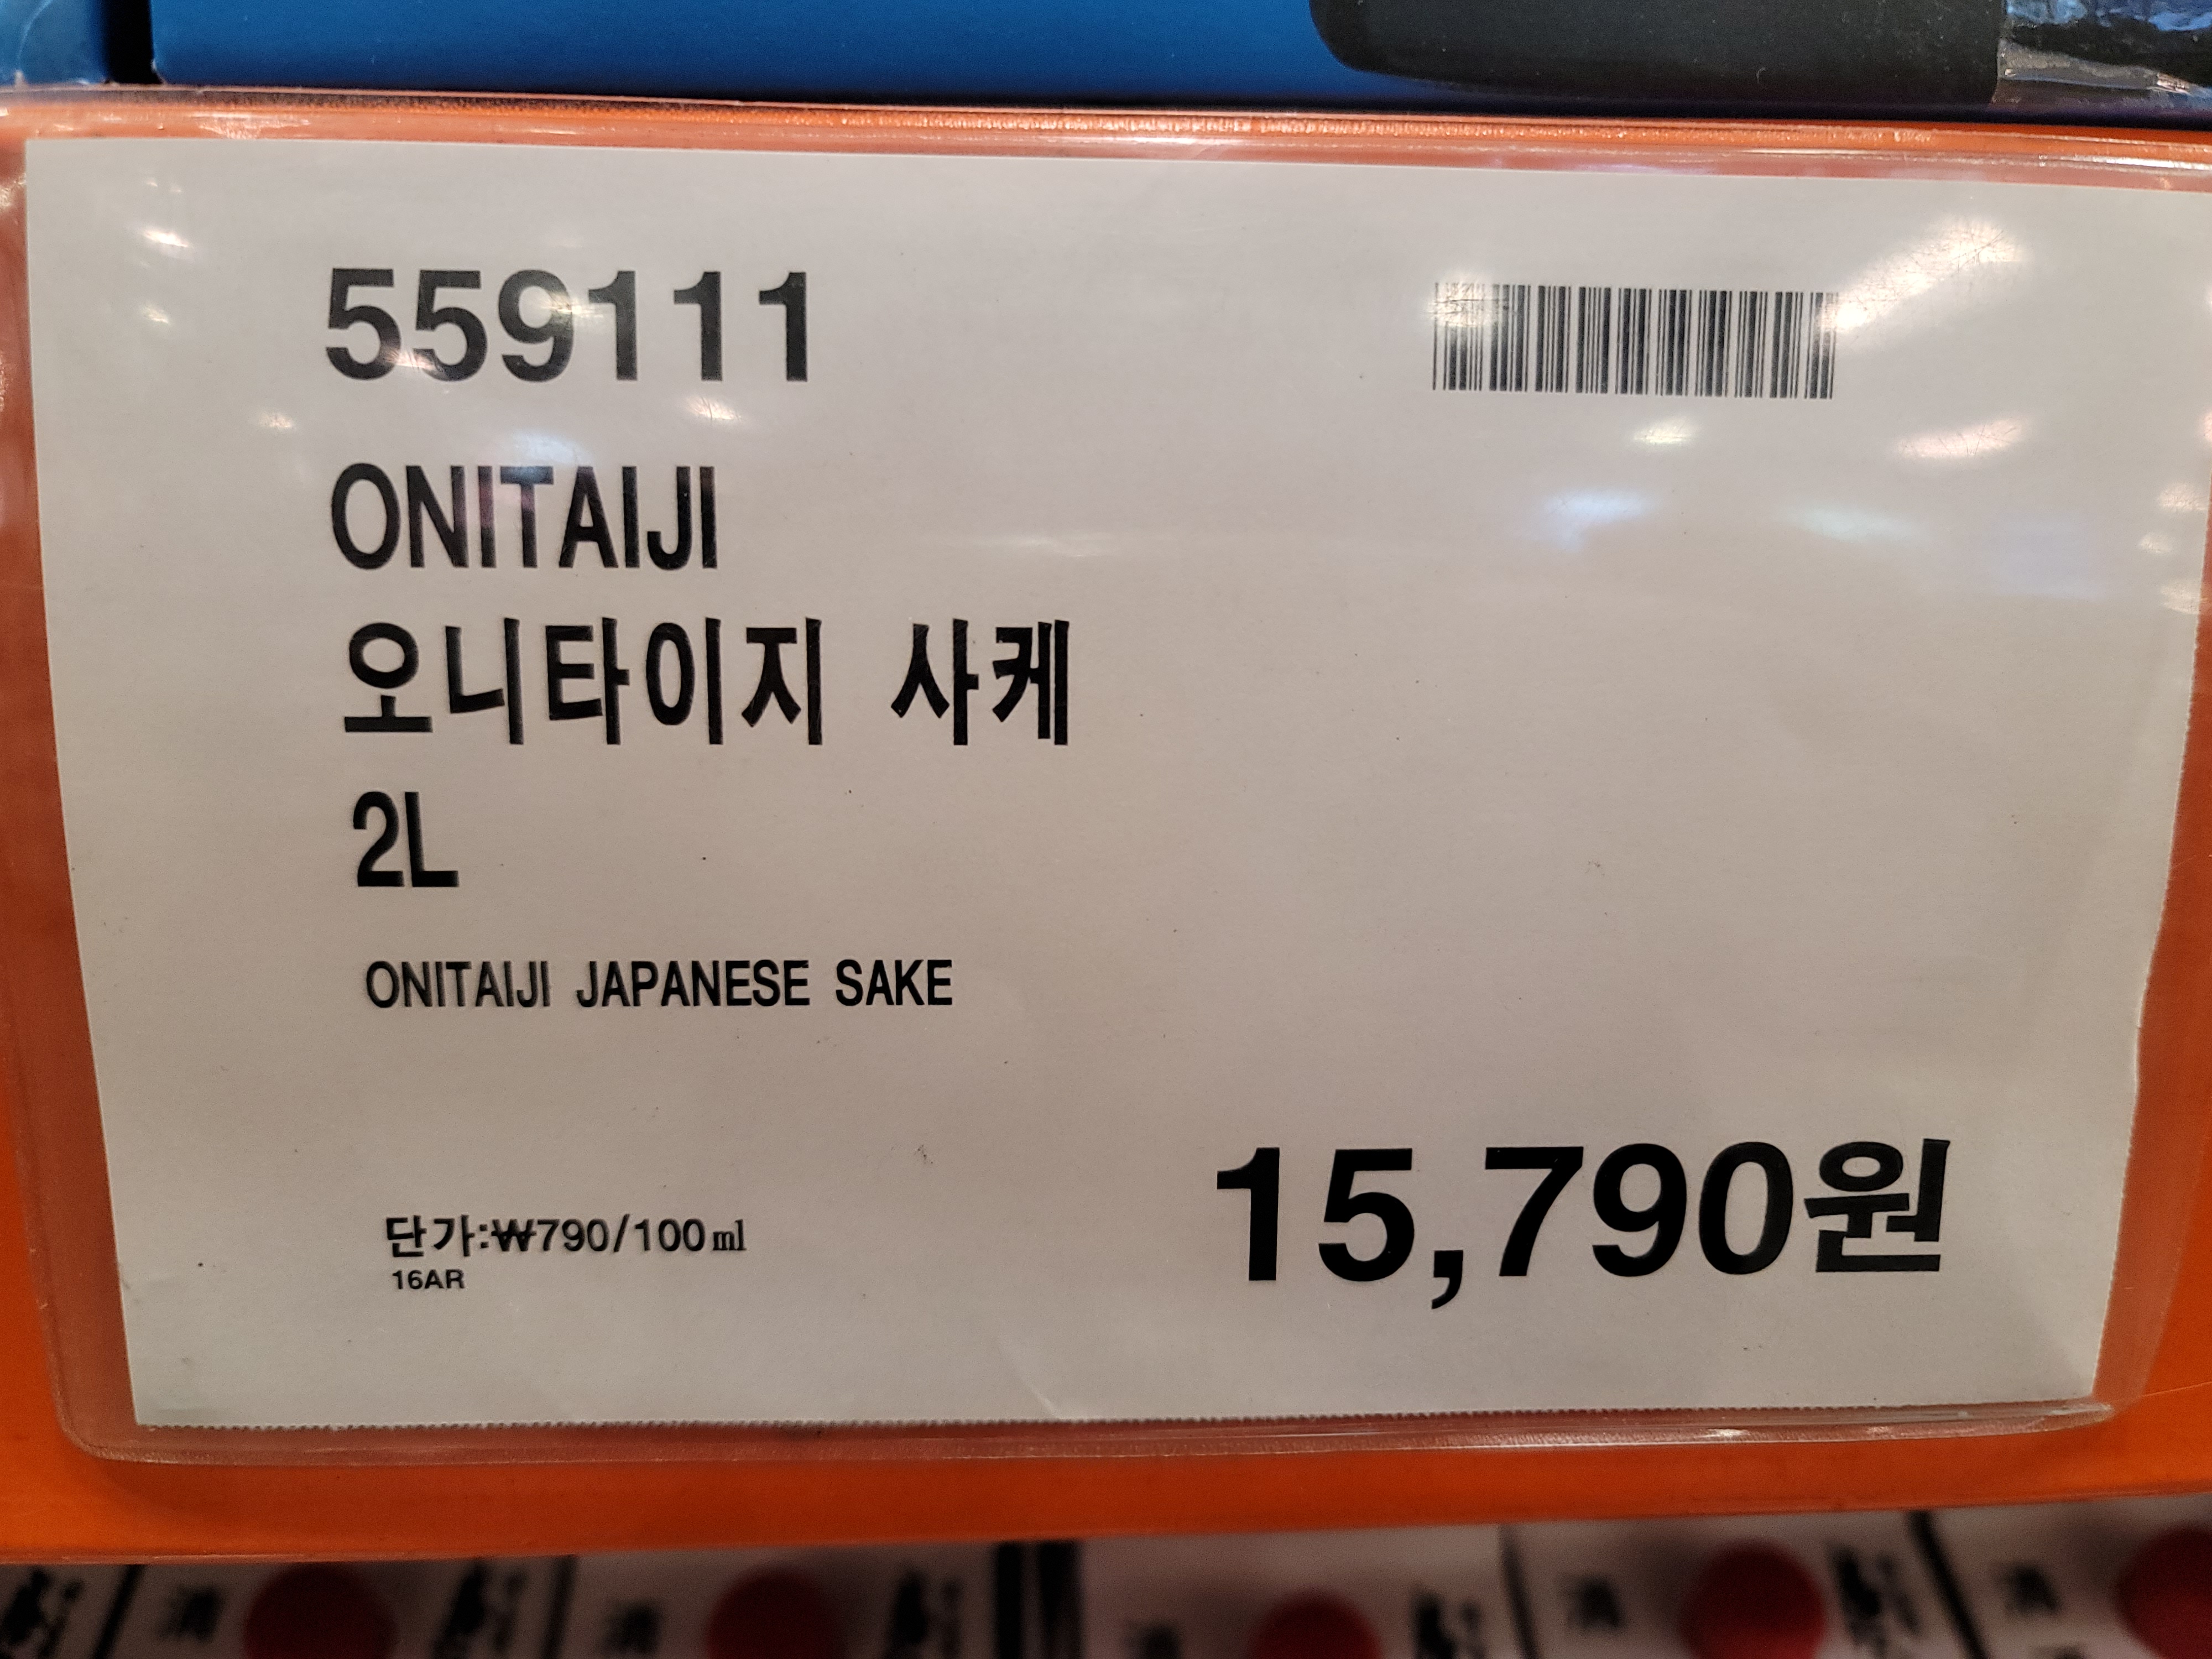 559111
ONITAIJI
오니타이지 사케
2L
ONITAIJI JAPANESE SAKE
단가:₩790/100㎖
16AR
15,790원